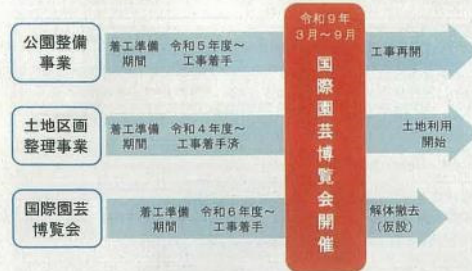 令和9年
3月~9月
国際園芸博覧会開催
公園整備
事業
着工準備 令和5年度~
期間 工事着手
工事再開
土地区画
整理事業
着工準備 令和4年度~
期間 工事着手済
土地利用
開始
国際園芸
博覧会
着工準備 令和6年度~
期間 工事着手
解体撤去
(仮設)